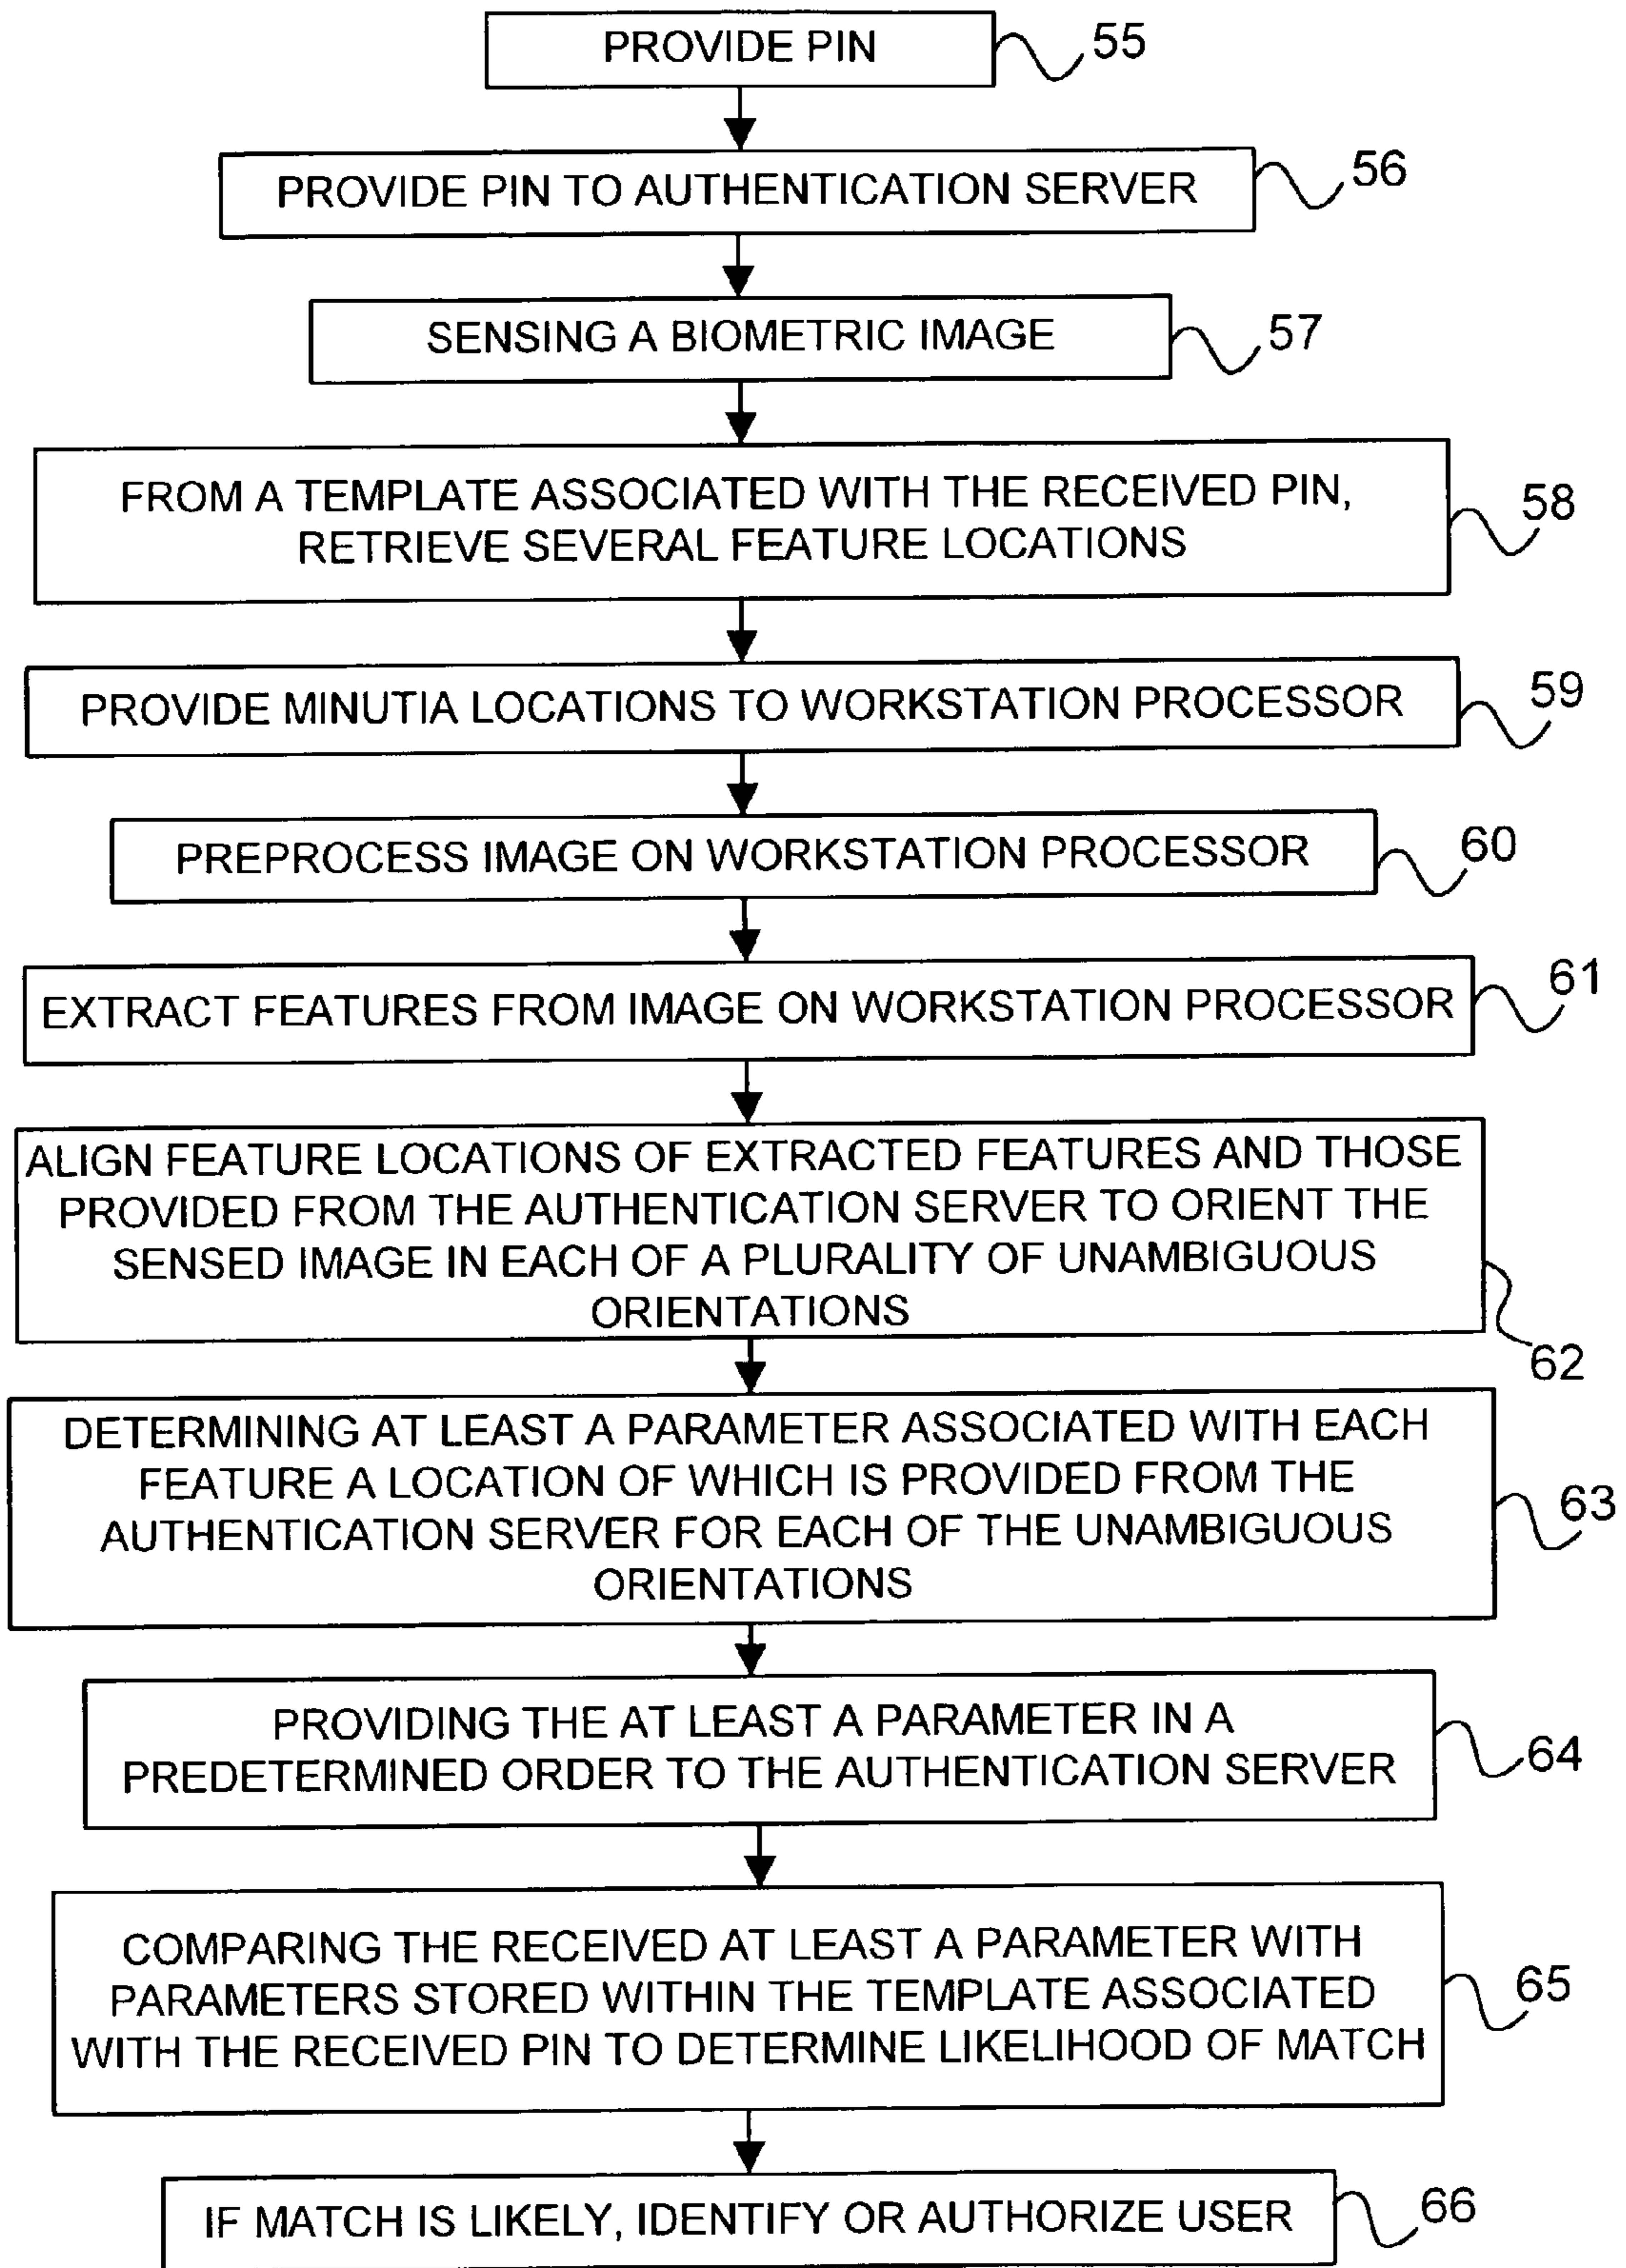 PROVIDE PIN
55
PROVIDE PIN TO AUTHENTICATION SERVER
56
SENSING A BIOMETRIC IMAGE
57
FROM A TEMPLATE ASSOCIATED WITH THE RECEIVED PIN,
RETRIEVE SEVERAL FEATURE LOCATIONS
58
PROVIDE MINUTIA LOCATIONS TO WORKSTATION PROCESSOR
59
PREPROCESS IMAGE ON WORKSTATION PROCESSOR
60
EXTRACT FEATURES FROM IMAGE ON WORKSTATION PROCESSOR
61
ALIGN FEATURE LOCATIONS OF EXTRACTED FEATURES AND THOSE
PROVIDED FROM THE AUTHENTICATION SERVER TO ORIENT THE
SENSED IMAGE IN EACH OF A PLURALITY OF UNAMBIGUOUS
ORIENTATIONS
62
DETERMINING AT LEAST A PARAMETER ASSOCIATED WITH EACH
FEATURE A LOCATION OF WHICH IS PROVIDED FROM THE
AUTHENTICATION SERVER FOR EACH OF THE UNAMBIGUOUS
ORIENTATIONS
63
PROVIDING THE AT LEAST A PARAMETER IN A
PREDETERMINED ORDER TO THE AUTHENTICATION SERVER
64
COMPARING THE RECEIVED AT LEAST A PARAMETER WITH
PARAMETERS STORED WITHIN THE TEMPLATE ASSOCIATED
WITH THE RECEIVED PIN TO DETERMINE LIKELIHOOD OF MATCH
65
IF MATCH IS LIKELY, IDENTIFY OR AUTHORIZE USER
66